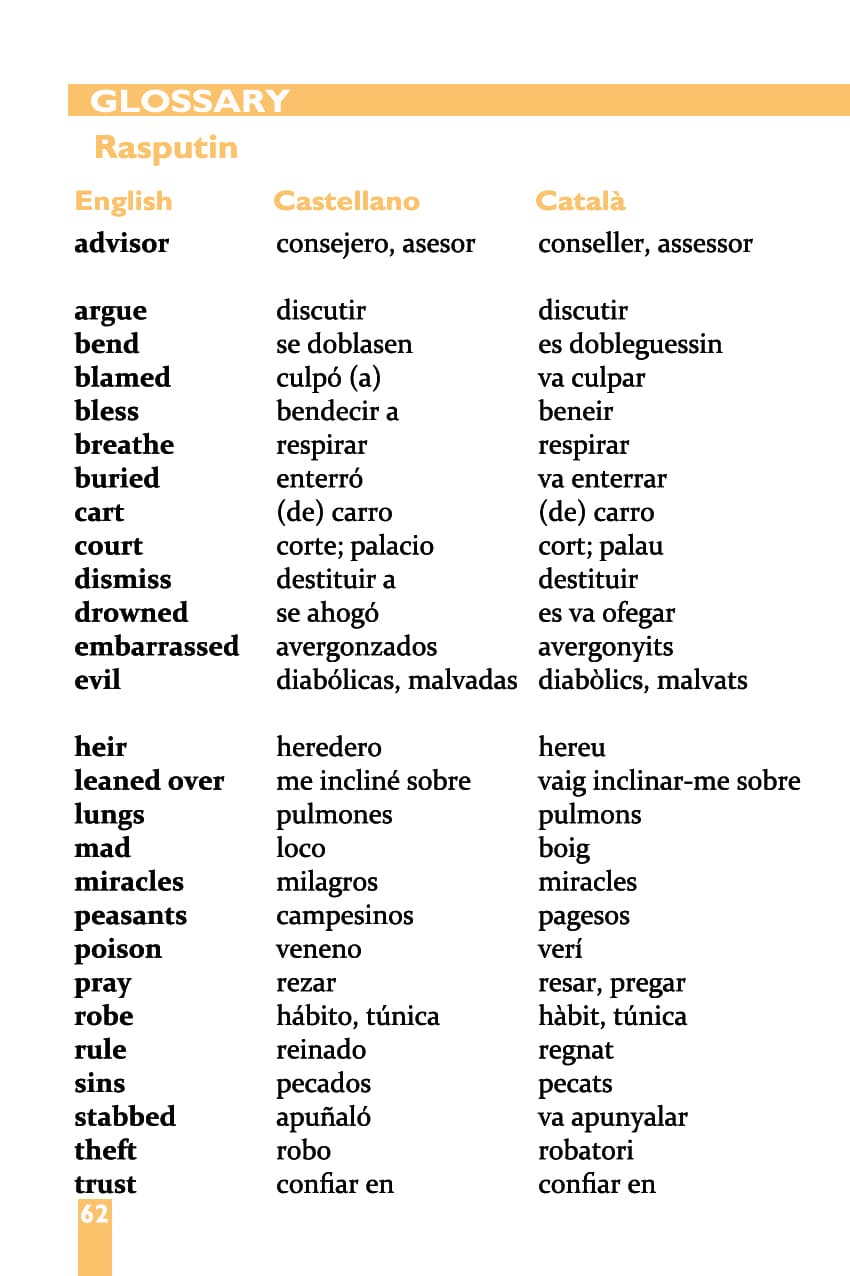 GLOSSARY
Rasputin
English Castellano Català
advisor consejero, asesor conseller, assessor
argue discutir discutir
bend se doblasen es dobleguessin
blamed culpó (a) va culpar
bless bendecir a beneir
breathe respirar respirar
buried enterró va enterrar
cart (de) carro (de) carro
court corte; palacio cort; palau
dismiss destituir a destituir
drowned se ahogó es va ofegar
embarrassed avergonzados avergonyits
evil diabólicas, malvadas diabòlics, malvats
heir heredero hereu
leaned over me incliné sobre vaig inclinar-me sobre
lungs pulmones pulmons
mad loco boig
miracles milagros miracles
peasants campesinos pagesos
poison veneno verí
pray rezar resar, pregar
robe hábito, túnica hàbit, túnica
rule reinado regnat
sins pecados pecats
stabbed apuñaló va apunyalar
theft robo robatori
trust confiar en confiar en
62